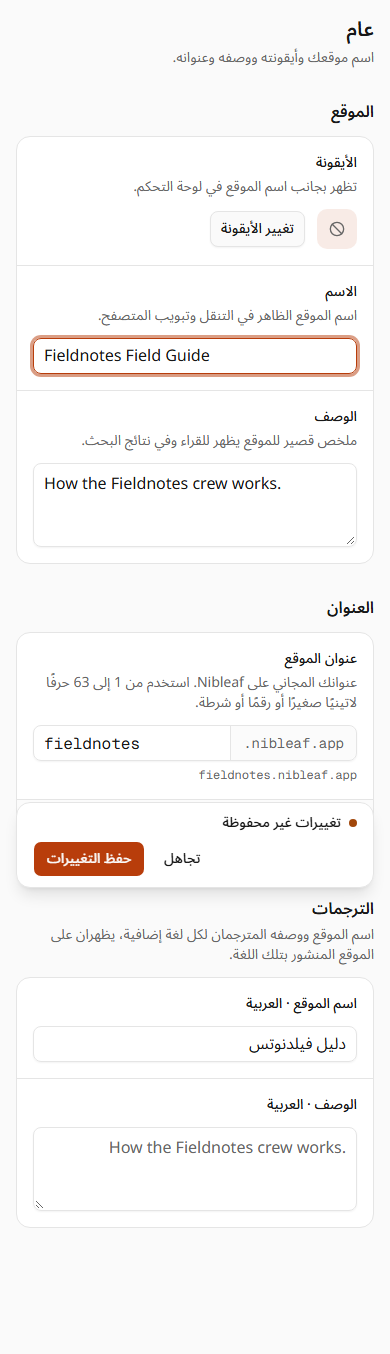 عام
اسم موقعك وأيقونته ووصفه وعنوانه.
الموقع
الأيقونة
تظهر بجانب اسم الموقع في لوحة التحكم.
تغيير الأيقونة
الاسم
اسم الموقع الظاهر في التنقل وتبويب المتصفح.
Fieldnotes Field Guide
الوصف
ملخص قصير للموقع يظهر للقراء وفي نتائج البحث.
How the Fieldnotes crew works.
العنوان
عنوان الموقع
عنوانك المجاني على Nibleaf. استخدم من 1 إلى 63 حرفًا
لاتينيًا صغيرًا أو رقمًا أو شرطة.
fieldnotes .nibleaf.app
fieldnotes.nibleaf.app
تغييرات غير محفوظة
تجاهل
حفظ التغييرات
الترجمات
اسم الموقع ووصفه المترجمان لكل لغة إضافية، يظهران على
الموقع المنشور بتلك اللغة.
اسم الموقع · العربية
دليل فيلدنوتس
الوصف · العربية
How the Fieldnotes crew works.